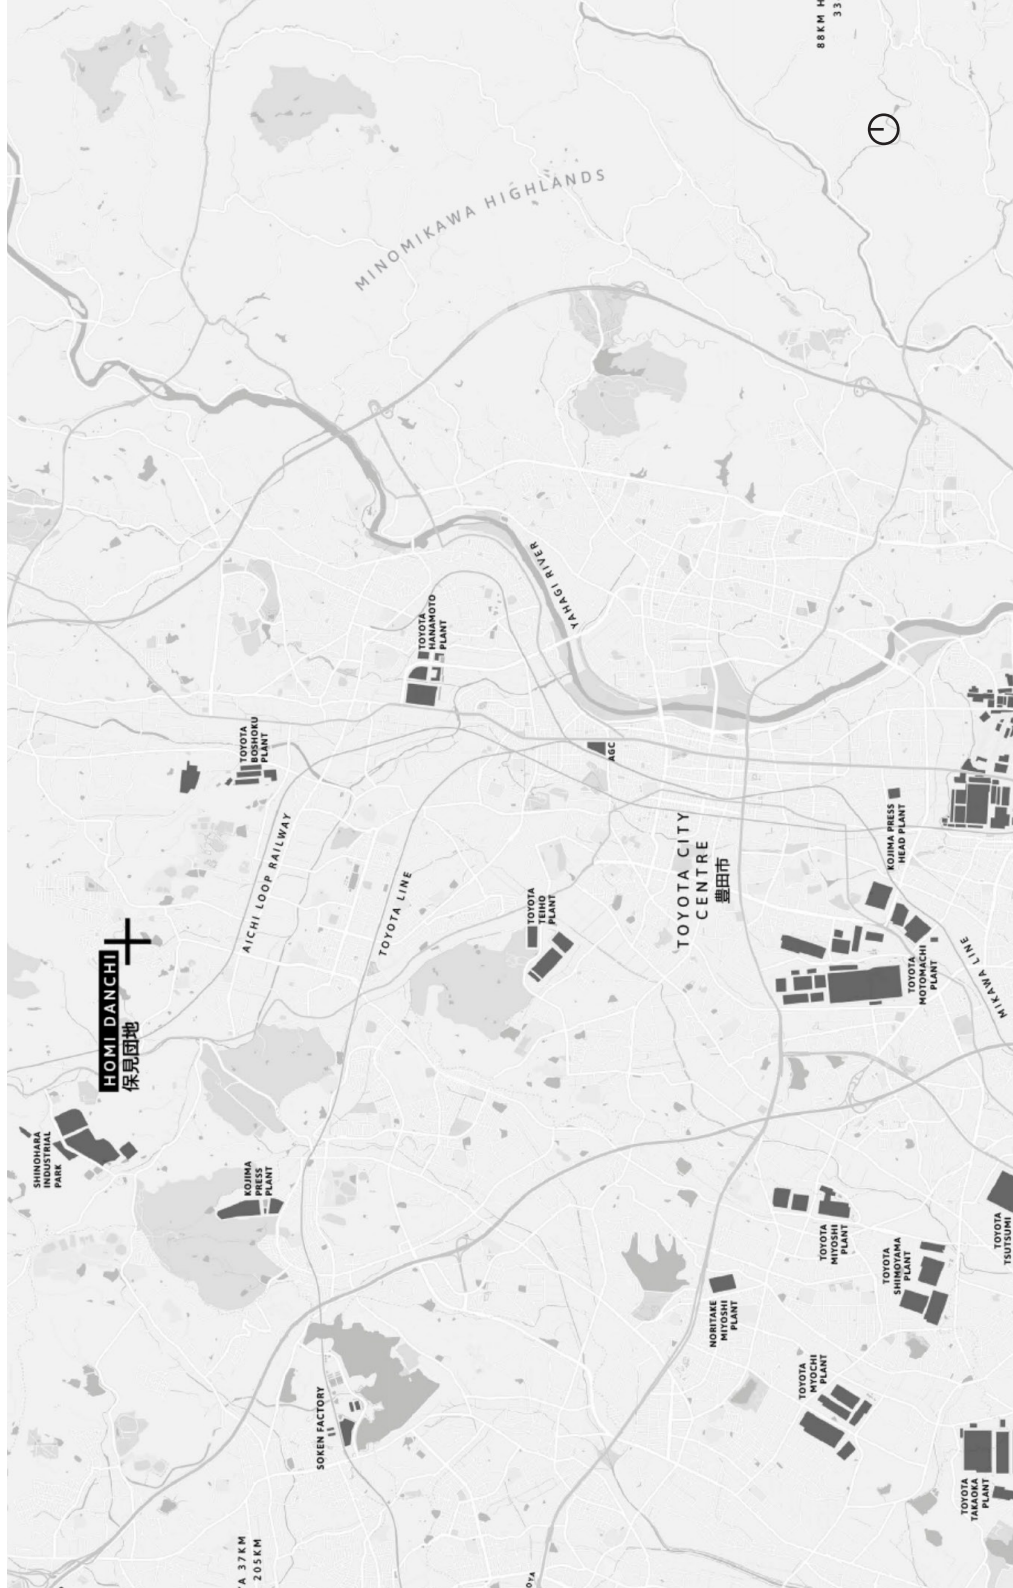 SHINOHARA
INDUSTRIAL
PARK
HOMI DANCHI
保見団地
A 37KM
205KM
KOJIMA
PRESS
PLANT
AICHI LOOP RAILWAY
TOYOTA
BOSHOKU
PLANT
SOKEN FACTORY
TOYOTA LINE
MINOMIKAWA HIGHLANDS
TOYOTA
HANAMOTO
PLANT
OYA
TOYOTA
TEIHO
PLANT
YAHAGI RIVER
AGC
TOYOTA CITY
CENTRE
豊田市
NORITAKE
MIYOSHI
PLANT
TOYOTA
MYOCHI
PLANT
TOYOTA
MIYOSHI
PLANT
88KM H
33
TOYOTA
SHIMOYAMA
PLANT
KOJIMA PRESS
HEAD PLANT
TOYOTA
MOTOMACHI
PLANT
MIKAWA LINE
TOYOTA
TAKAOKA
PLANT
TOYOTA
TSUTSUMI